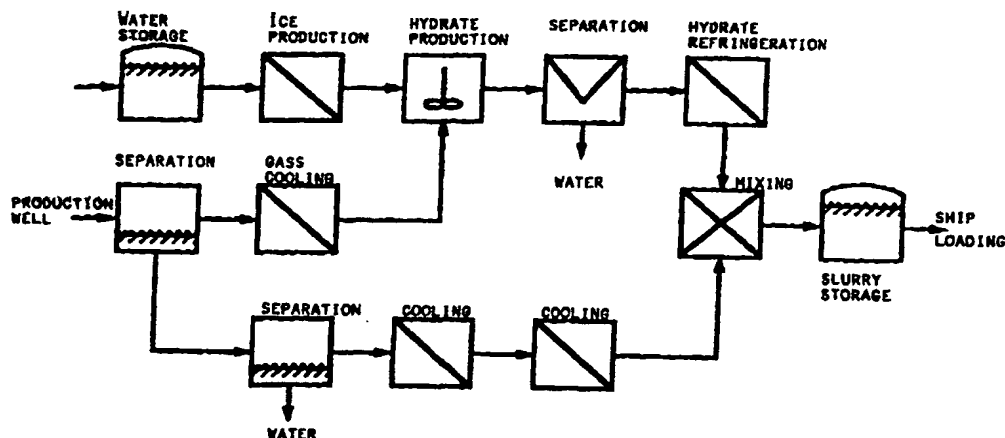 WATER
STORAGE
ICE
PRODUCTION
HYDRATE
PRODUCTION
SEPARATION
HYDRATE
REFRINGERATION
WATER
SEPARATION
GASS
COOLING
PRODUCTION
WELL
MIXING
SHIP
LOADING
SLURRY
STORAGE
SEPARATION
COOLING
COOLING
WATER